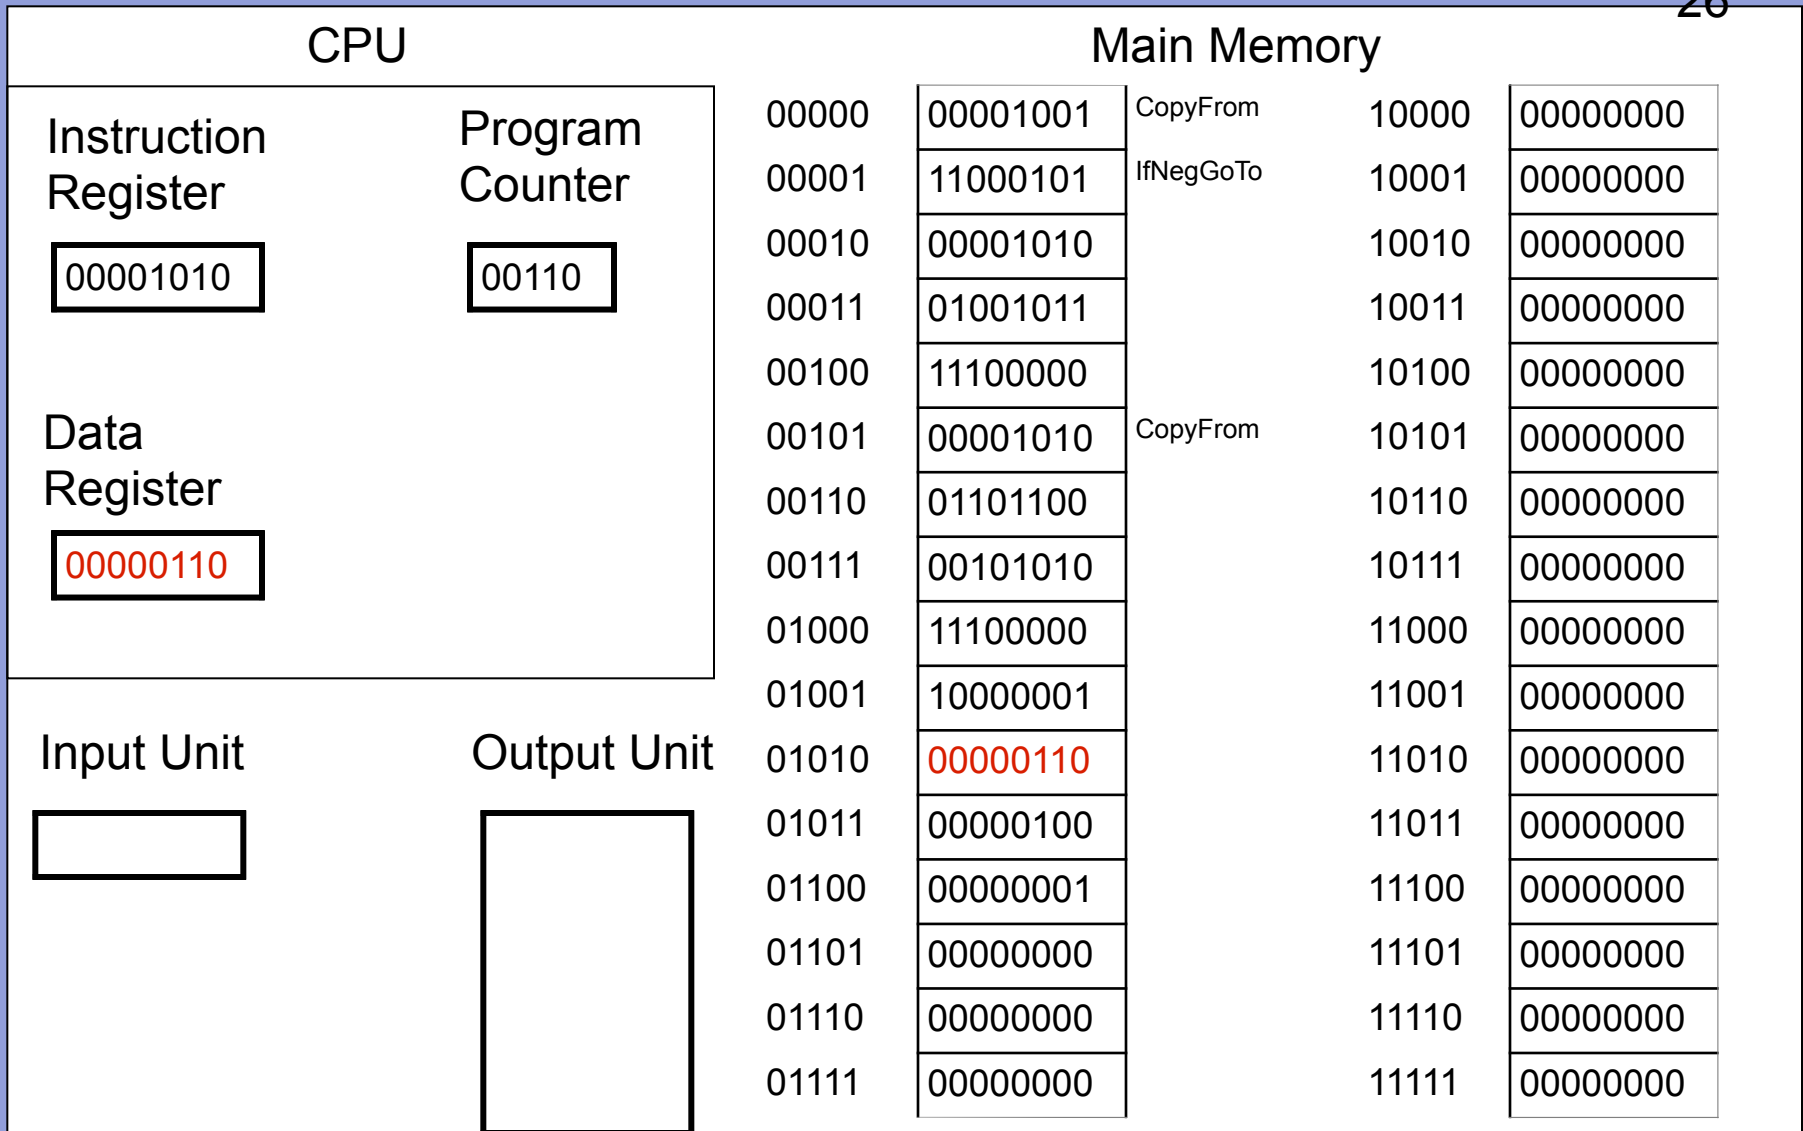 26
CPU
Main Memory
Instruction
Register
Program
Counter
00001010
00110
Data
Register
00000110
Input Unit
Output Unit
00000 00001001 CopyFrom 10000 00000000
00001 11000101 IfNegGoTo 10001 00000000
00010 00001010 10010 00000000
00011 01001011 10011 00000000
00100 11100000 10100 00000000
00101 00001010 CopyFrom 10101 00000000
00110 01101100 10110 00000000
00111 00101010 10111 00000000
01000 11100000 11000 00000000
01001 10000001 11001 00000000
01010 00000110 11010 00000000
01011 00000100 11011 00000000
01100 00000001 11100 00000000
01101 00000000 11101 00000000
01110 00000000 11110 00000000
01111 00000000 11111 00000000